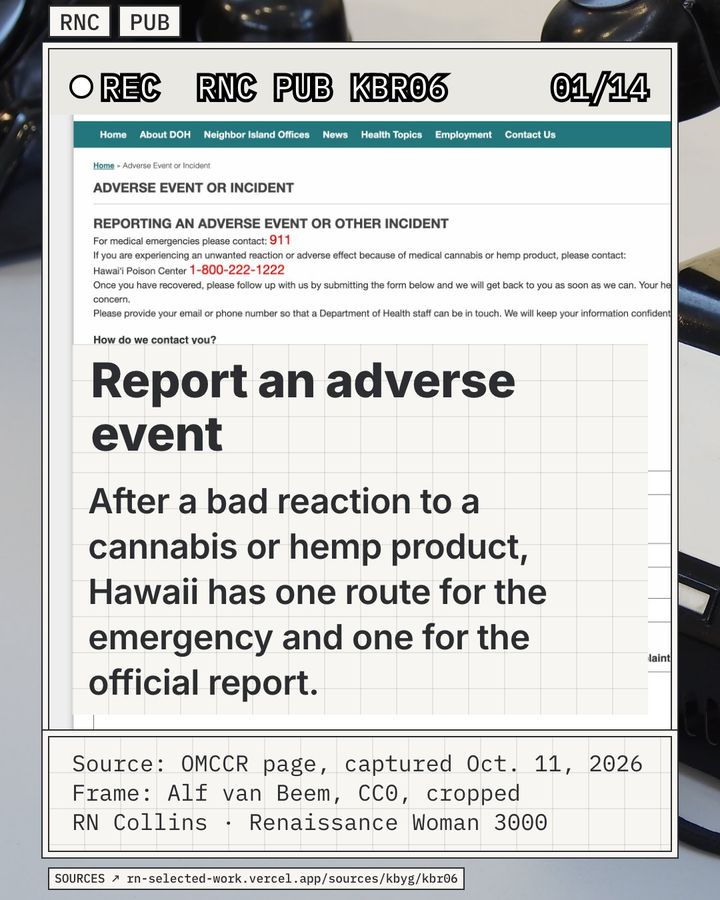 RNC PUB
REC RNC PUB KBR06 01/14
Home About DOH Neighbor Island Offices News Health Topics Employment Contact Us
Home » Adverse Event or Incident
ADVERSE EVENT OR INCIDENT
REPORTING AN ADVERSE EVENT OR OTHER INCIDENT
For medical emergencies please contact: 911
If you are experiencing an unwanted reaction or adverse effect because of medical cannabis or hemp product, please contact:
Hawai'i Poison Center 1-800-222-1222
Once you have recovered, please follow up with us by submitting the form below and we will get back to you as soon as we can. Your he
concern.
Please provide your email or phone number so that a Department of Health staff can be in touch. We will keep your information confident
How do we contact you?
Report an adverse
event
After a bad reaction to a
cannabis or hemp product,
Hawaii has one route for the
emergency and one for the
official report.
laint
Source: OMCCR page, captured Oct. 11, 2026
Frame: Alf van Beem, CC0, cropped
RN Collins · Renaissance Woman 3000
SOURCES ↗ rn-selected-work.vercel.app/sources/kbyg/kbr06